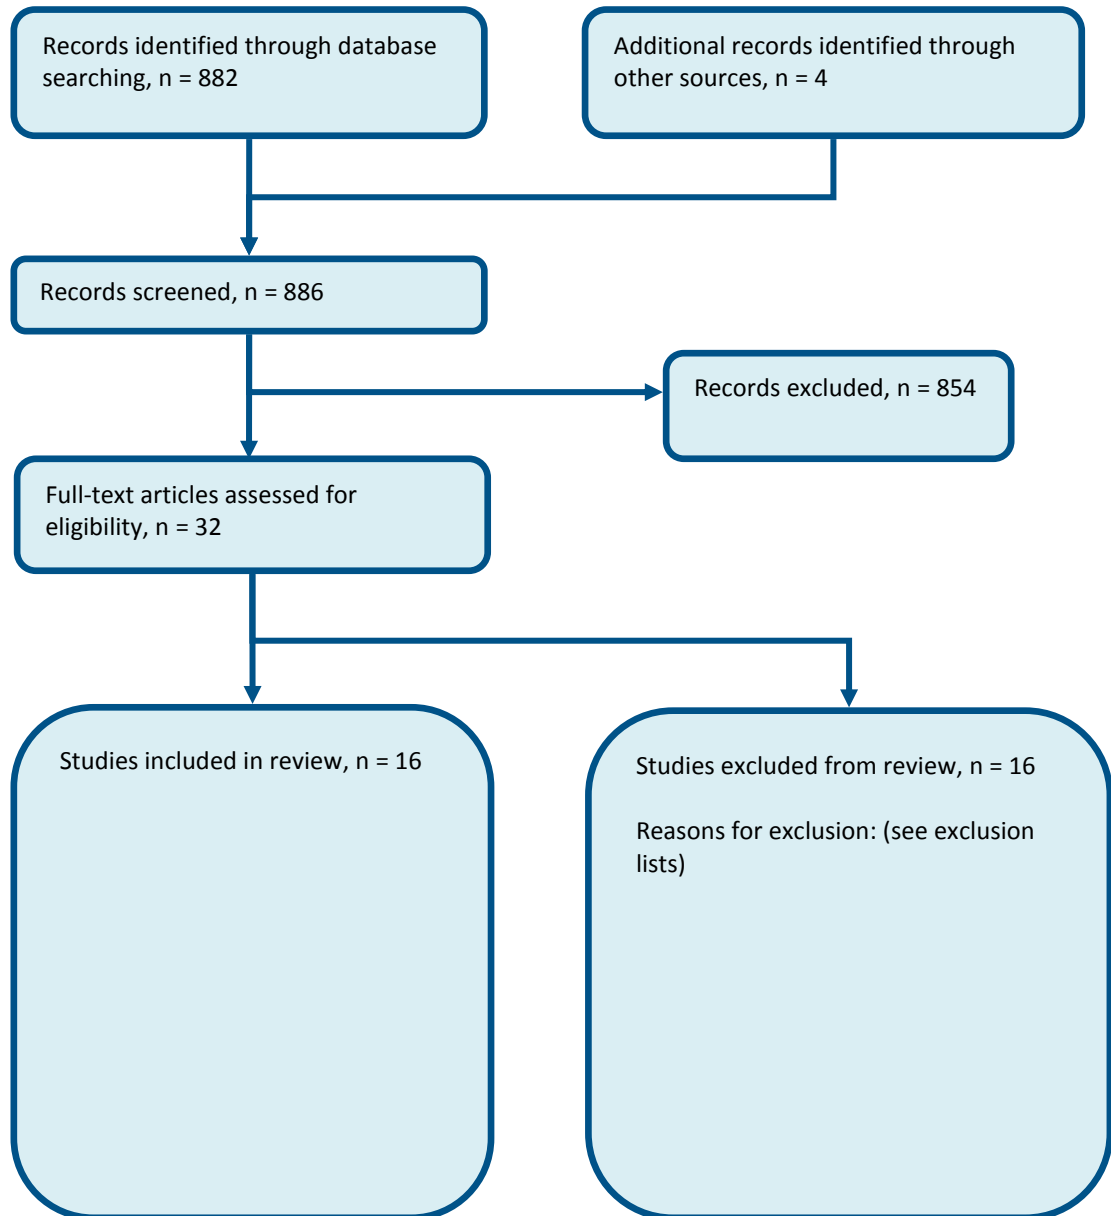 Records identified through database
searching, n = 882
Additional records identified through
other sources, n = 4
Records screened, n = 886
Records excluded, n = 854
Full-text articles assessed for
eligibility, n = 32
Studies included in review, n = 16
Studies excluded from review, n = 16
Reasons for exclusion: (see exclusion
lists)